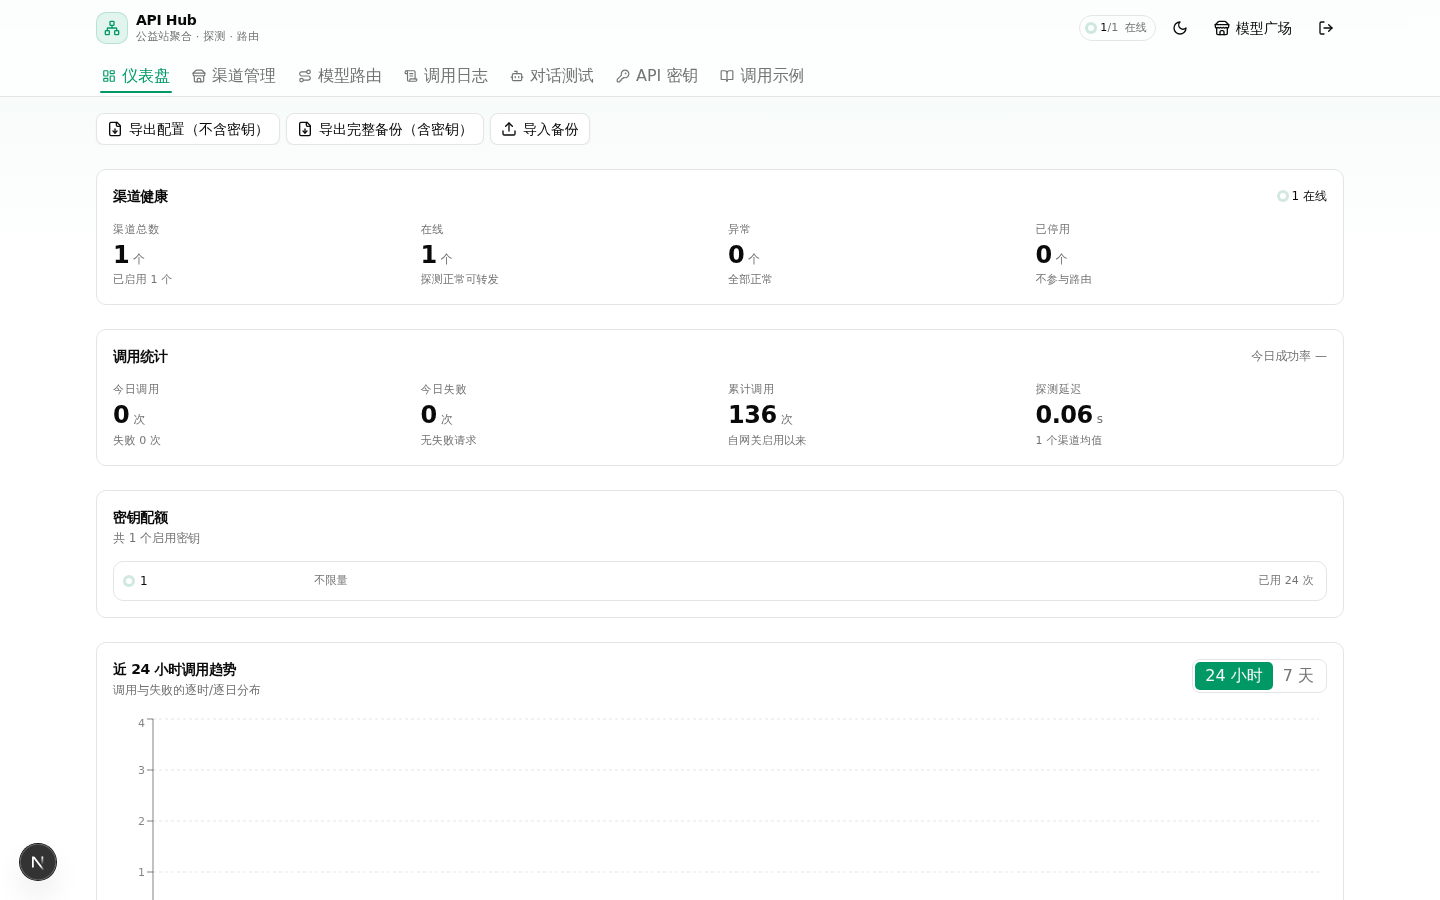 API Hub
公益站聚合 · 探测 · 路由
1/1 在线
模型广场
仪表盘
渠道管理
模型路由
调用日志
对话测试
API 密钥
调用示例
导出配置（不含密钥）
导出完整备份（含密钥）
导入备份
渠道健康
1 在线
渠道总数
在线
异常
已停用
1 个
1 个
0 个
0 个
已启用 1 个
探测正常可转发
全部正常
不参与路由
调用统计
今日成功率 —
今日调用
今日失败
累计调用
探测延迟
0 次
0 次
136 次
0.06 s
失败 0 次
无失败请求
自网关启用以来
1 个渠道均值
密钥配额
共 1 个启用密钥
1
不限量
已用 24 次
近 24 小时调用趋势
调用与失败的逐时/逐日分布
24 小时
7 天
4
3
2
1
N